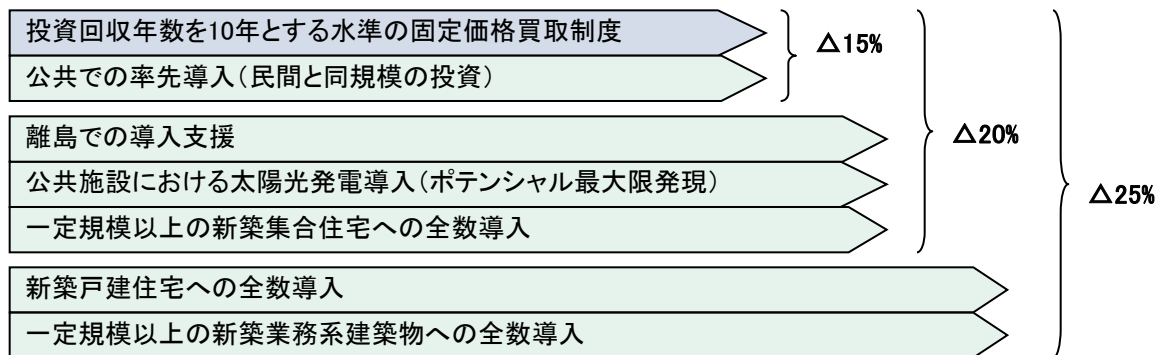 投資回収年数を10年とする水準の固定価格買取制度
△15%
公共での率先導入(民間と同規模の投資)
離島での導入支援
△20%
公共施設における太陽光発電導入(ポテンシャル最大限発現)
△25%
一定規模以上の新築集合住宅への全数導入
新築戸建住宅への全数導入
一定規模以上の新築業務系建築物への全数導入